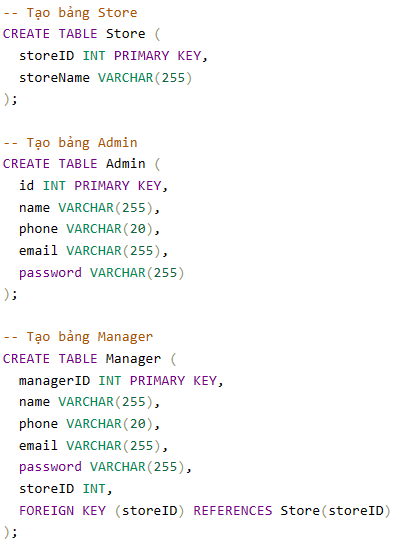 -- Tạo bảng Store
CREATE TABLE Store (
  storeID INT PRIMARY KEY,
  storeName VARCHAR(255)
);

-- Tạo bảng Admin
CREATE TABLE Admin (
  id INT PRIMARY KEY,
  name VARCHAR(255),
  phone VARCHAR(20),
  email VARCHAR(255),
  password VARCHAR(255)
);

-- Tạo bảng Manager
CREATE TABLE Manager (
  managerID INT PRIMARY KEY,
  name VARCHAR(255),
  phone VARCHAR(20),
  email VARCHAR(255),
  password VARCHAR(255),
  storeID INT,
  FOREIGN KEY (storeID) REFERENCES Store(storeID)
);